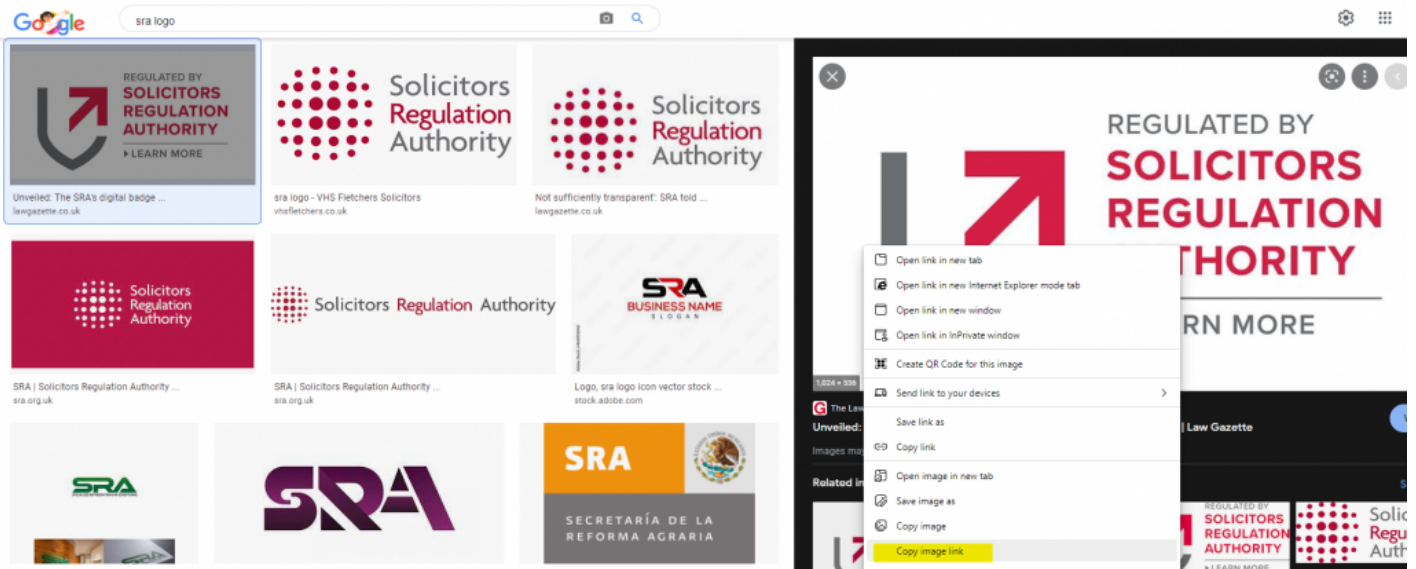 Google
sra logo
REGULATED BY
SOLICITORS
REGULATION
AUTHORITY
LEARN MORE
Unveiled: The SRA's digital badge ...
lawgazette.co.uk
Solicitors
Regulation
Authority
sra logo - VHS Fletchers Solicitors
vhsfletchers.co.uk
Solicitors
Regulation
Authority
Not sufficiently transparent': SRA told ...
lawgazette.co.uk
Solicitors
Regulation
Authority
SRA | Solicitors Regulation Authority ...
sra.org.uk
Solicitors Regulation Authority
SRA | Solicitors Regulation Authority ...
sra.org.uk
SRA
BUSINESS NAME
SLOGAN
Logo, sra logo icon vector stock ...
stock.adobe.com
SRA
SRA
SRA
SECRETARÍA DE LA
REFORMA AGRARIA
REGULATED BY
SOLICITORS
REGULATION
THORITY
RN MORE
1,024 × 536
G The Law
Unveiled:
| Law Gazette
Images may
Related in
Open link in new tab
Open link in new Internet Explorer mode tab
Open link in new window
Open link in InPrivate window
Create QR Code for this image
Send link to your devices
Save link as
Copy link
Open image in new tab
Save image as
Copy image
Copy image link
REGULATED BY
SOLICITORS
REGULATION
AUTHORITY
LEARN MORE
Solic
Regu
Auth